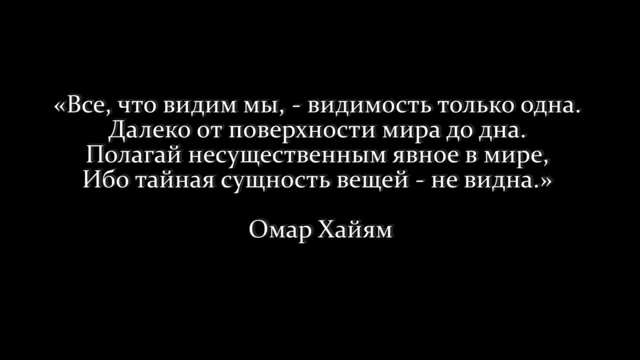 «Все, что видим мы, - видимость только одна.
Далеко от поверхности мира до дна.
Полагай несущественным явное в мире,
Ибо тайная сущность вещей - не видна.»
Омар Хайям